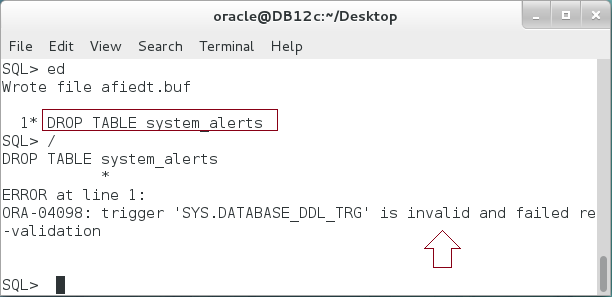 oracle@DB12c:~/Desktop
File Edit View Search Terminal Help
SQL> ed
Wrote file afiedt.buf
1* DROP TABLE system_alerts
SQL> /
DROP TABLE system_alerts
*
ERROR at line 1:
ORA-04098: trigger 'SYS.DATABASE_DDL_TRG' is invalid and failed re
-validation
SQL>